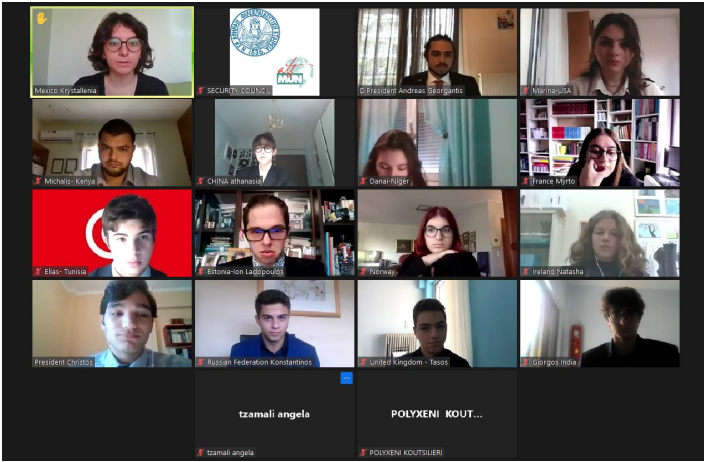 Mexico Krystallenia
SECURITY COUNCIL
MUN
D.President Andreas Georgantis
Marina-USA
Michalis- Kenya
CHINA athanasia
Danai-Niger
France Myrto
Elias- Tunisia
Estonia-Ion Ladopoulos
Norway
Ireland Natasha
President Christos
Russian Federation Konstantinos
United Kingdom - Tasos
Giorgos India
tzamali angela
POLYXENI KOUT...
tzamali angela
POLYXENI KOUTSILIERI